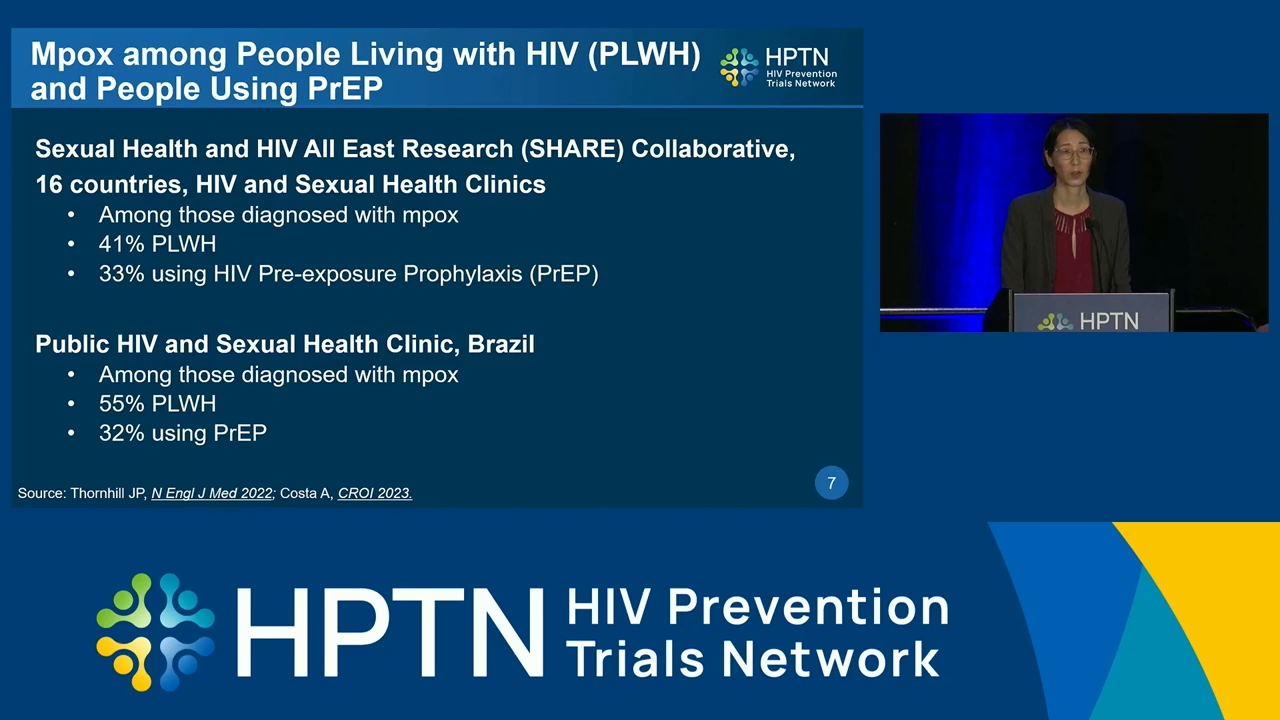 Mpox among People Living with HIV (PLWH)
and People Using PrEP
HPTN
HIV Prevention
Trials Network
Sexual Health and HIV All East Research (SHARE) Collaborative,
16 countries, HIV and Sexual Health Clinics
• Among those diagnosed with mpox
• 41% PLWH
• 33% using HIV Pre-exposure Prophylaxis (PrEP)
Public HIV and Sexual Health Clinic, Brazil
• Among those diagnosed with mpox
• 55% PLWH
• 32% using PrEP
Source: Thornhill JP, N Engl J Med 2022; Costa A, CROI 2023.
7
HPTN
HPTN
HIV Prevention
Trials Network